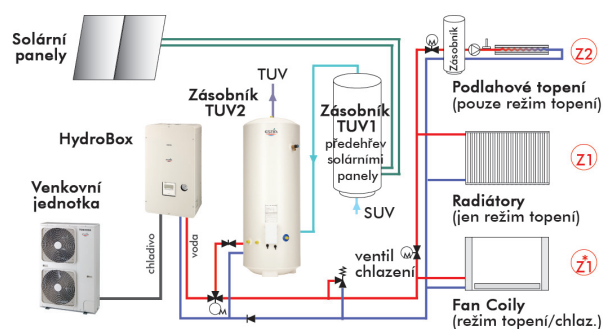 Solární
panely
TUV
Zásobník
TUV2
Zásobník
TUV1
předehřev
solárními
panely
SUV
HydroBox
Venkovní
jednotka
chladivo
voda
M
ventil
chlazení
M
M
Zásobník
Z2
Podlahové topení
(pouze režim topení)
Z1
Radiátory
(jen režim topení)
Z*1
Fan Coily
(režim topení/chlaz.)